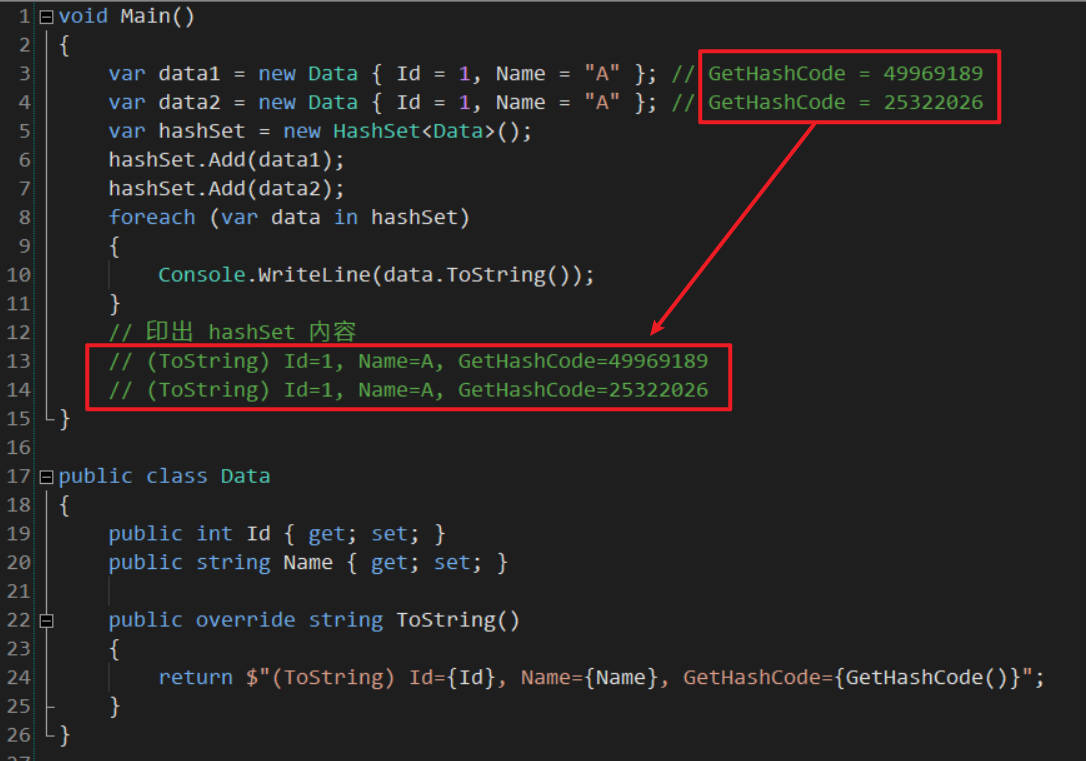 1 void Main()
2 {
3 var data1 = new Data { Id = 1, Name = "A" }; // GetHashCode = 49969189
4 var data2 = new Data { Id = 1, Name = "A" }; // GetHashCode = 25322026
5 var hashSet = new HashSet<Data>();
6 hashSet.Add(data1);
7 hashSet.Add(data2);
8 foreach (var data in hashSet)
9 {
10 Console.WriteLine(data.ToString());
11 }
12 // 印出 hashSet 內容
13 // (ToString) Id=1, Name=A, GetHashCode=49969189
14 // (ToString) Id=1, Name=A, GetHashCode=25322026
15 }
16
17 public class Data
18 {
19 public int Id { get; set; }
20 public string Name { get; set; }
21
22 public override string ToString()
23 {
24 return $"(ToString) Id={Id}, Name={Name}, GetHashCode={GetHashCode()}";
25 }
26 }